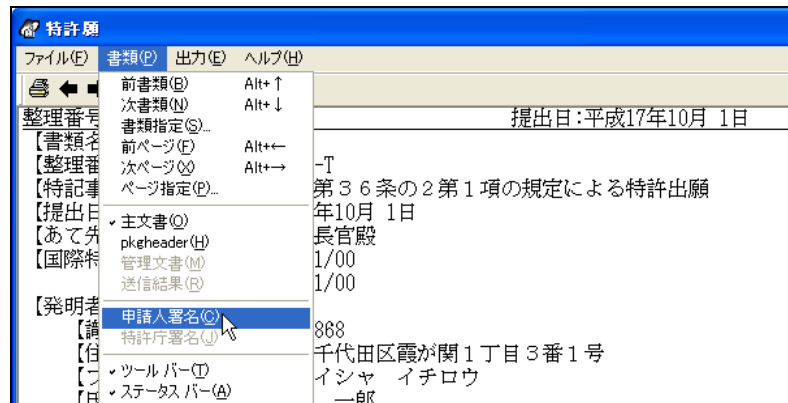 特許願
ファイル(F) 書類(P) 出力(E) ヘルプ(H)
前書類(B) Alt+↑
次書類(N) Alt+↓
書類指定(S)...
前ページ(F) Alt+←
次ページ(X) Alt+→
ページ指定(P)...
✓主文書(O)
pkgheader(H)
管理文書(M)
送信結果(R)
申請人署名(C)
特許庁署名(J)
✓ツール バー(T)
✓ステータス バー(A)
整理番号 提出日:平成17年10月 1日
【書類名
【整理番 -T
【特記事 第36条の2第1項の規定による特許出願
【提出日 年10月 1日
【あて先 長官殿
【国際特 1/00
1/00
【発明者
【識 868
【住 千代田区霞が関1丁目3番1号
【フ イシャ イチロウ
【氏 一郎